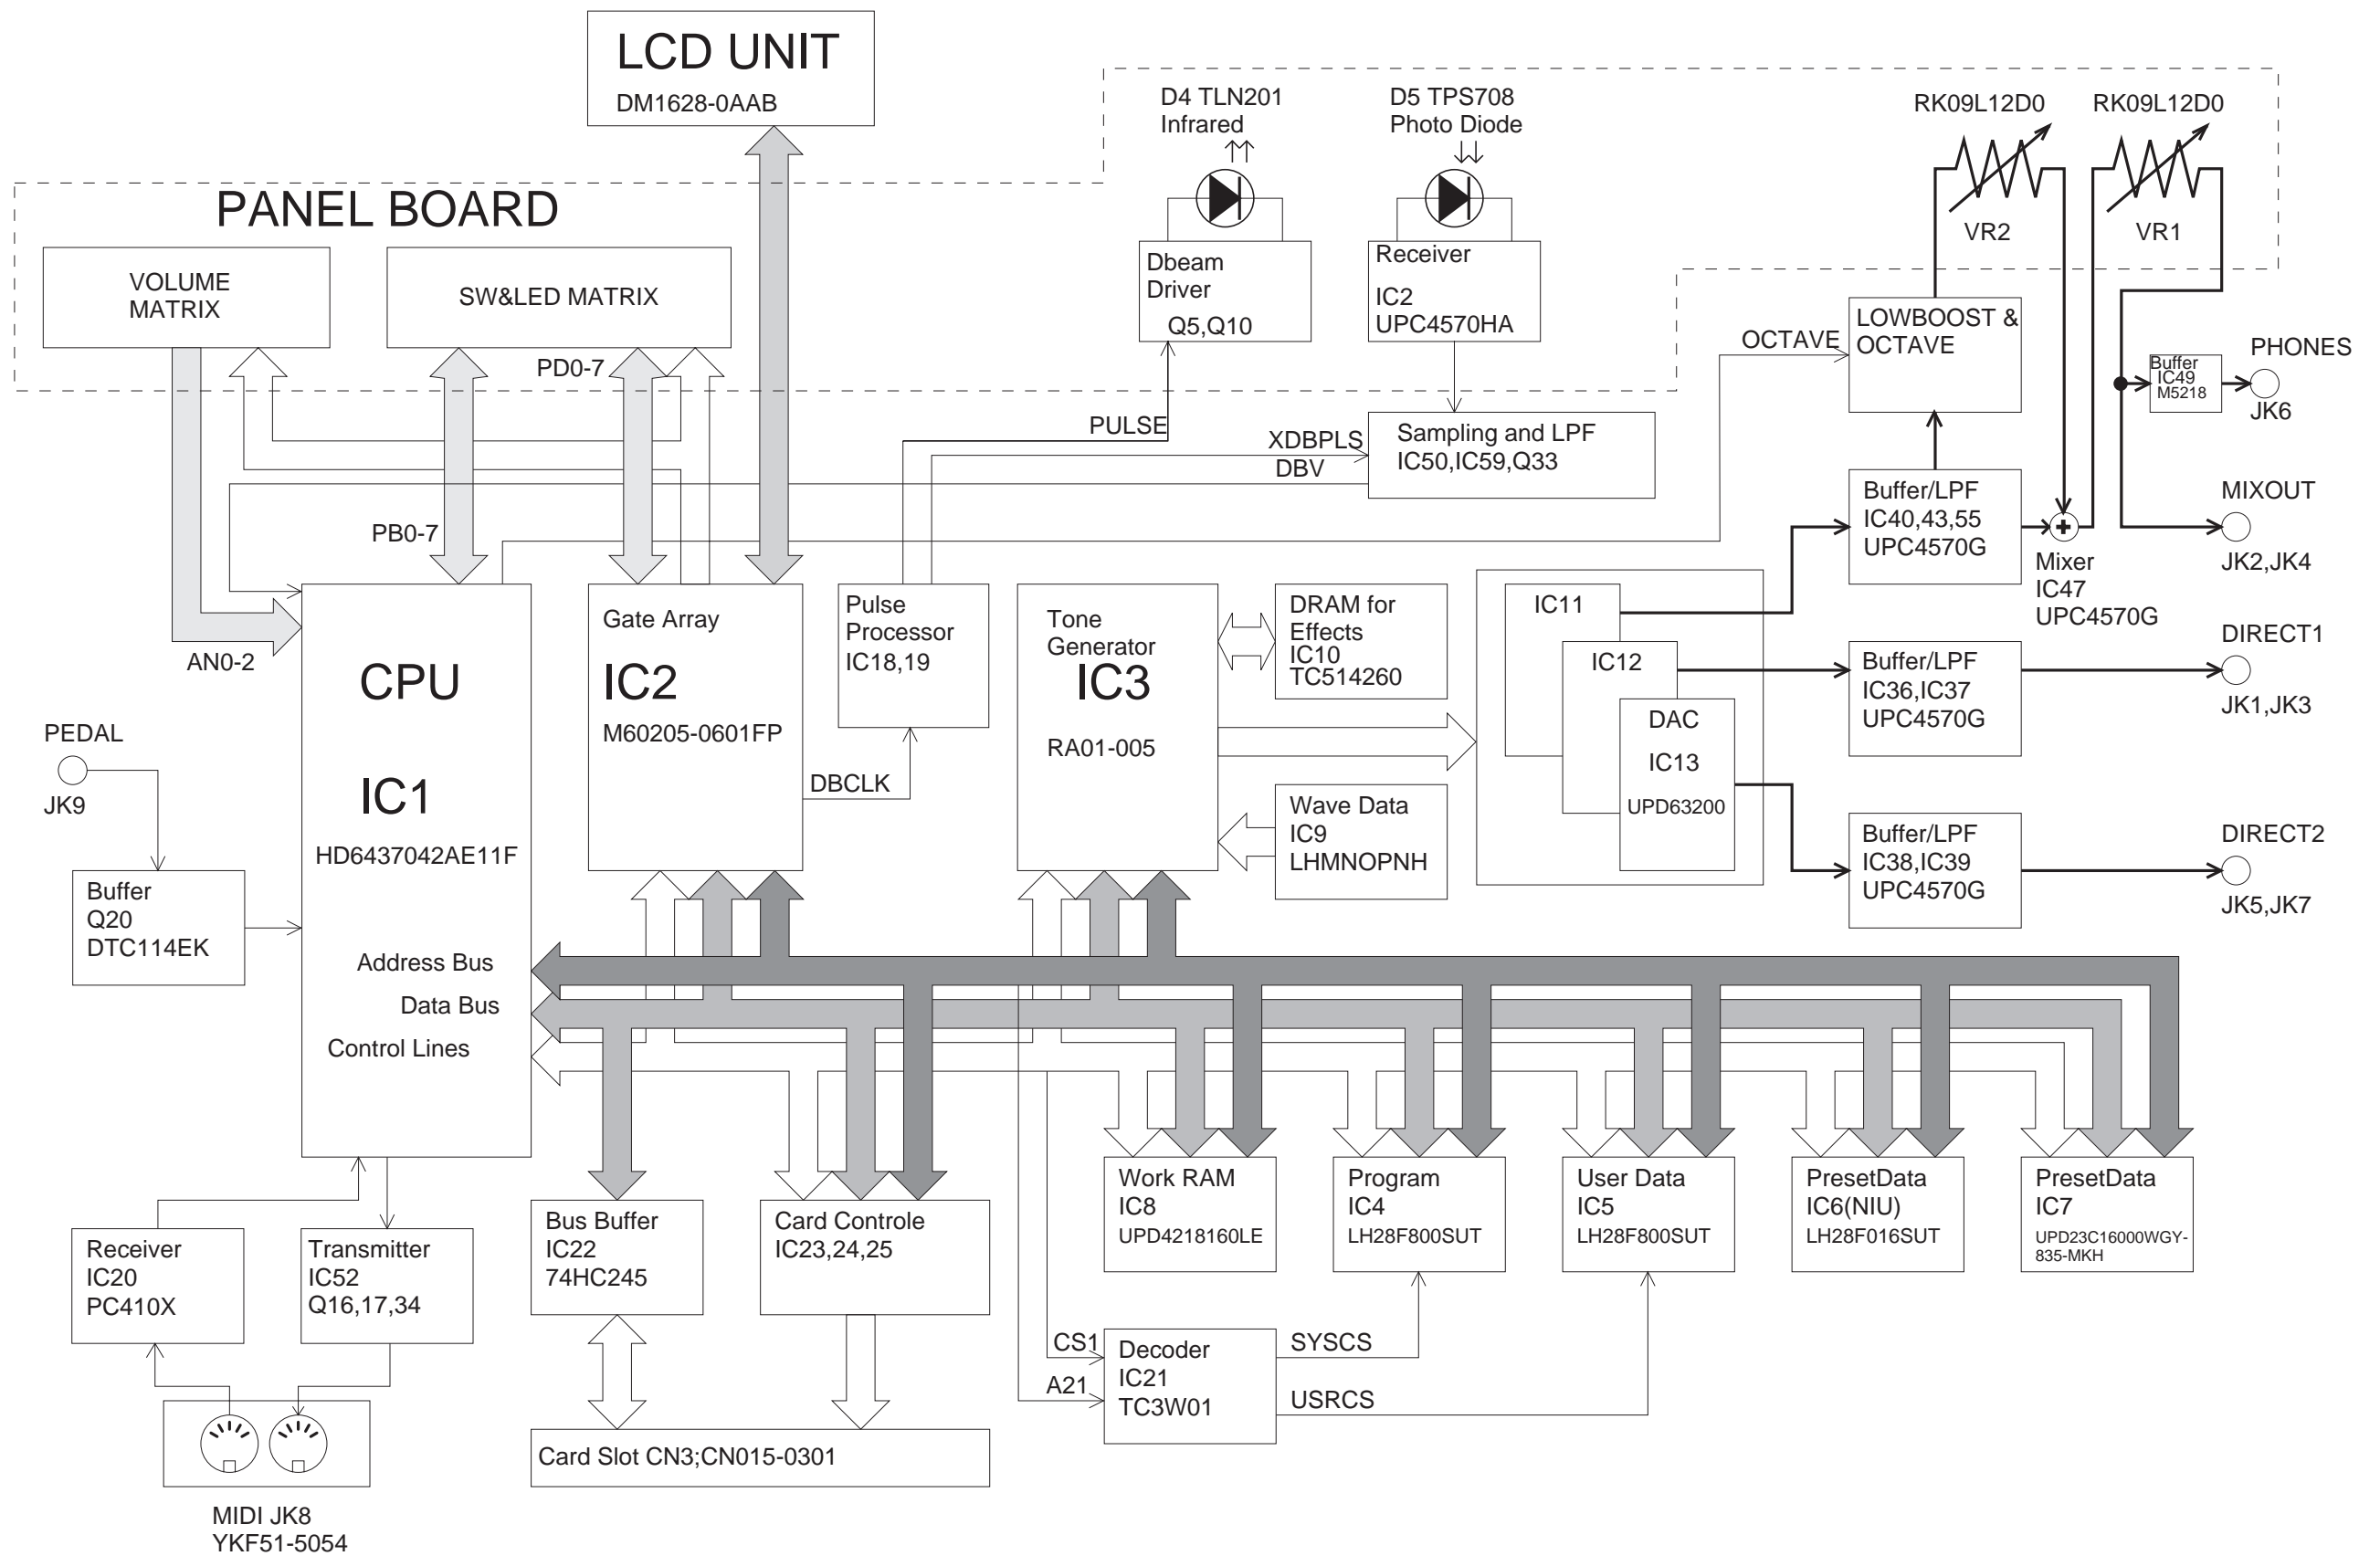 LCD UNIT
DM1628-0AAB
D4 TLN201
Infrared
D5 TPS708
Photo Diode
RK09L12D0
RK09L12D0
PANEL BOARD
VR2
VR1
VOLUME
MATRIX
SW&LED MATRIX
Dbeam
Driver
Q5,Q10
Receiver
IC2
UPC4570HA
LOWBOOST &
OCTAVE
OCTAVE
PD0-7
Buffer
IC49
M5218
PHONES
JK6
PULSE
XDBPLS
DBV
Sampling and LPF
IC50,IC59,Q33
PB0-7
Buffer/LPF
IC40,43,55
UPC4570G
MIXOUT
JK2,JK4
Mixer
IC47
UPC4570G
AN0-2
CPU
IC1
HD6437042AE11F
Gate Array
IC2
M60205-0601FP
Pulse
Processor
IC18,19
DBCLK
Tone
Generator
IC3
RA01-005
DRAM for
Effects
IC10
TC514260
Wave Data
IC9
LHMNOPNH
IC11
IC12
DAC
IC13
UPD63200
Buffer/LPF
IC36,IC37
UPC4570G
DIRECT1
JK1,JK3
Buffer/LPF
IC38,IC39
UPC4570G
DIRECT2
JK5,JK7
PEDAL
JK9
Buffer
Q20
DTC114EK
Address Bus
Data Bus
Control Lines
Receiver
IC20
PC410X
Transmitter
IC52
Q16,17,34
Bus Buffer
IC22
74HC245
Card Controle
IC23,24,25
Work RAM
IC8
UPD4218160LE
Program
IC4
LH28F800SUT
User Data
IC5
LH28F800SUT
PresetData
IC6(NIU)
LH28F016SUT
PresetData
IC7
UPD23C16000WGY-
835-MKH
CS1
A21
Decoder
IC21
TC3W01
SYSCS
USRCS
Card Slot CN3;CN015-0301
MIDI JK8
YKF51-5054